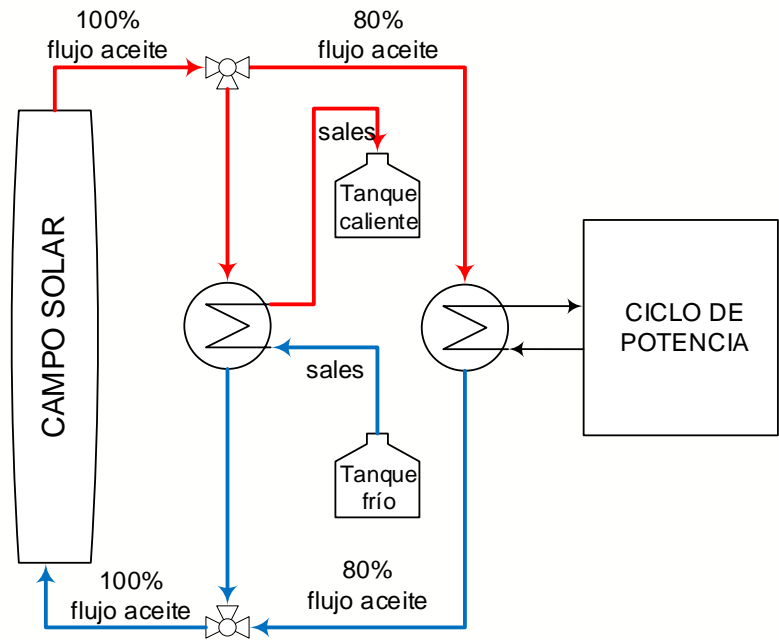 100%
flujo aceite
80%
flujo aceite
sales
Tanque
caliente
CAMPO SOLAR
CICLO DE
POTENCIA
sales
Tanque
frío
100%
flujo aceite
80%
flujo aceite